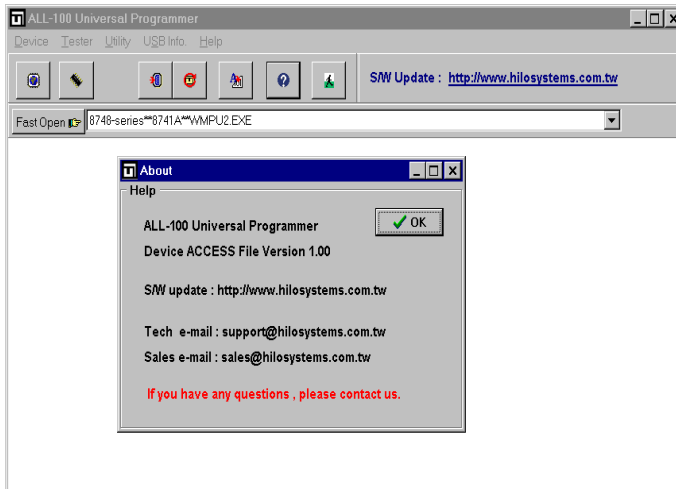 ALL-100 Universal Programmer
Device Tester Utility USB Info. Help
S/W Update : http://www.hilosystems.com.tw
Fast Open 8748-series**8741A**WMPU2.EXE
About
Help
OK
ALL-100 Universal Programmer
Device ACCESS File Version 1.00
S/W update : http://www.hilosystems.com.tw
Tech e-mail : support@hilosystems.com.tw
Sales e-mail : sales@hilosystems.com.tw
If you have any questions , please contact us.